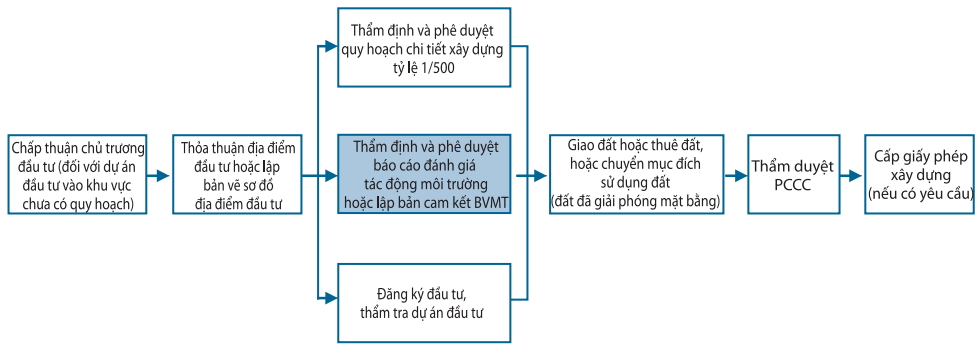 Chấp thuận chủ trương
đầu tư (đối với dự án
đầu tư vào khu vực
chưa có quy hoạch)
Thỏa thuận địa điểm
đầu tư hoặc lập
bản vẽ sơ đồ
địa điểm đầu tư
Thẩm định và phê duyệt
quy hoạch chi tiết xây dựng
tỷ lệ 1/500
Thẩm định và phê duyệt
báo cáo đánh giá
tác động môi trường
hoặc lập bản cam kết BVMT
Đăng ký đầu tư,
thẩm tra dự án đầu tư
Giao đất hoặc thuê đất,
hoặc chuyển mục đích
sử dụng đất
(đất đã giải phóng mặt bằng)
Thẩm duyệt
PCCC
Cấp giấy phép
xây dựng
(nếu có yêu cầu)